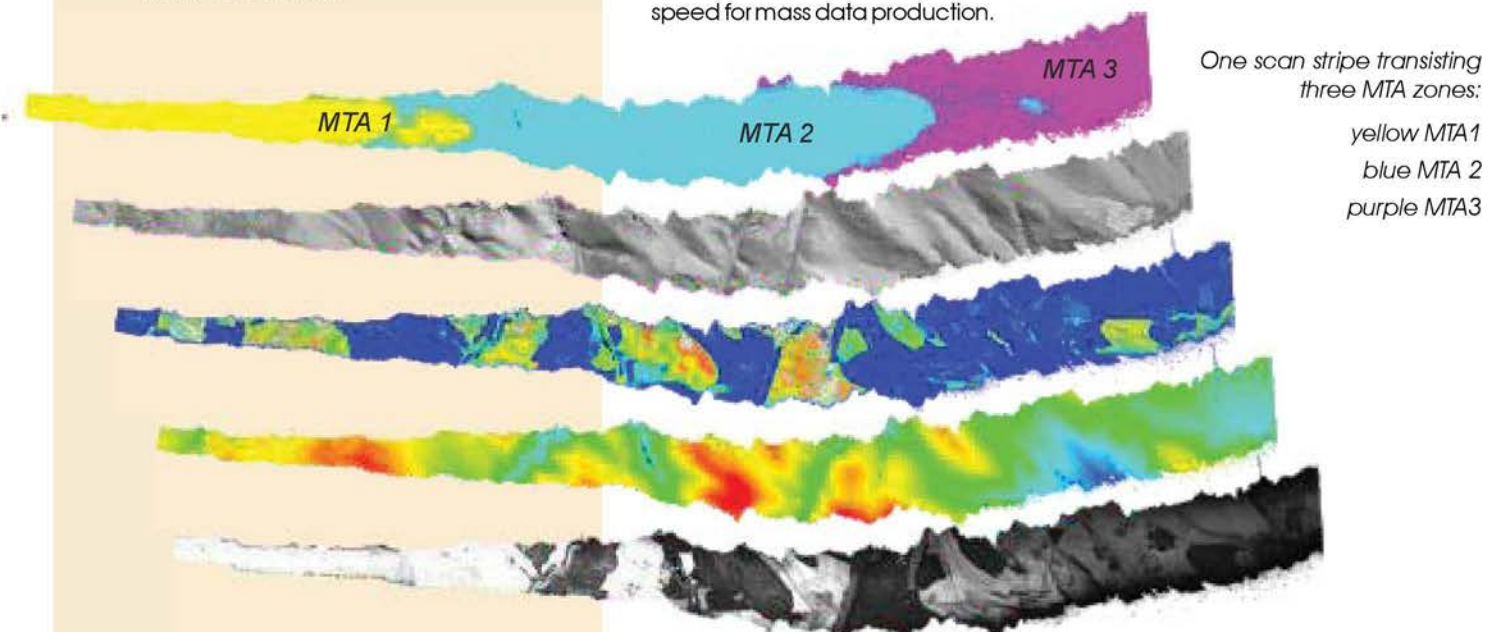 speed for mass data production.
MTA 1
MTA 2
MTA 3
One scan stripe transisting
three MTA zones:
yellow MTA1
blue MTA 2
purple MTA3